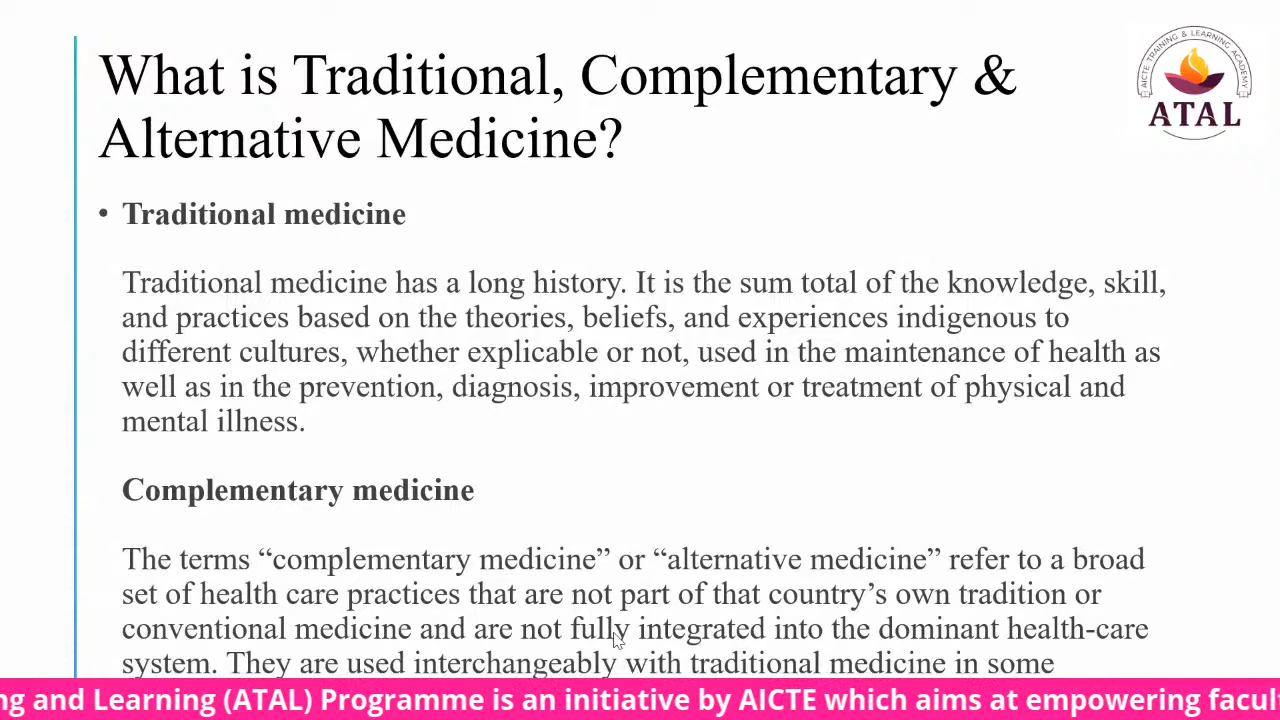 What is Traditional, Complementary &
Alternative Medicine?
AICTE TRAINING & LEARNING ACADEMY
ATAL
• Traditional medicine
Traditional medicine has a long history. It is the sum total of the knowledge, skill,
and practices based on the theories, beliefs, and experiences indigenous to
different cultures, whether explicable or not, used in the maintenance of health as
well as in the prevention, diagnosis, improvement or treatment of physical and
mental illness.
Complementary medicine
The terms “complementary medicine” or “alternative medicine” refer to a broad
set of health care practices that are not part of that country’s own tradition or
conventional medicine and are not fully integrated into the dominant health-care
system. They are used interchangeably with traditional medicine in some
ng and Learning (ATAL) Programme is an initiative by AICTE which aims at empowering facul